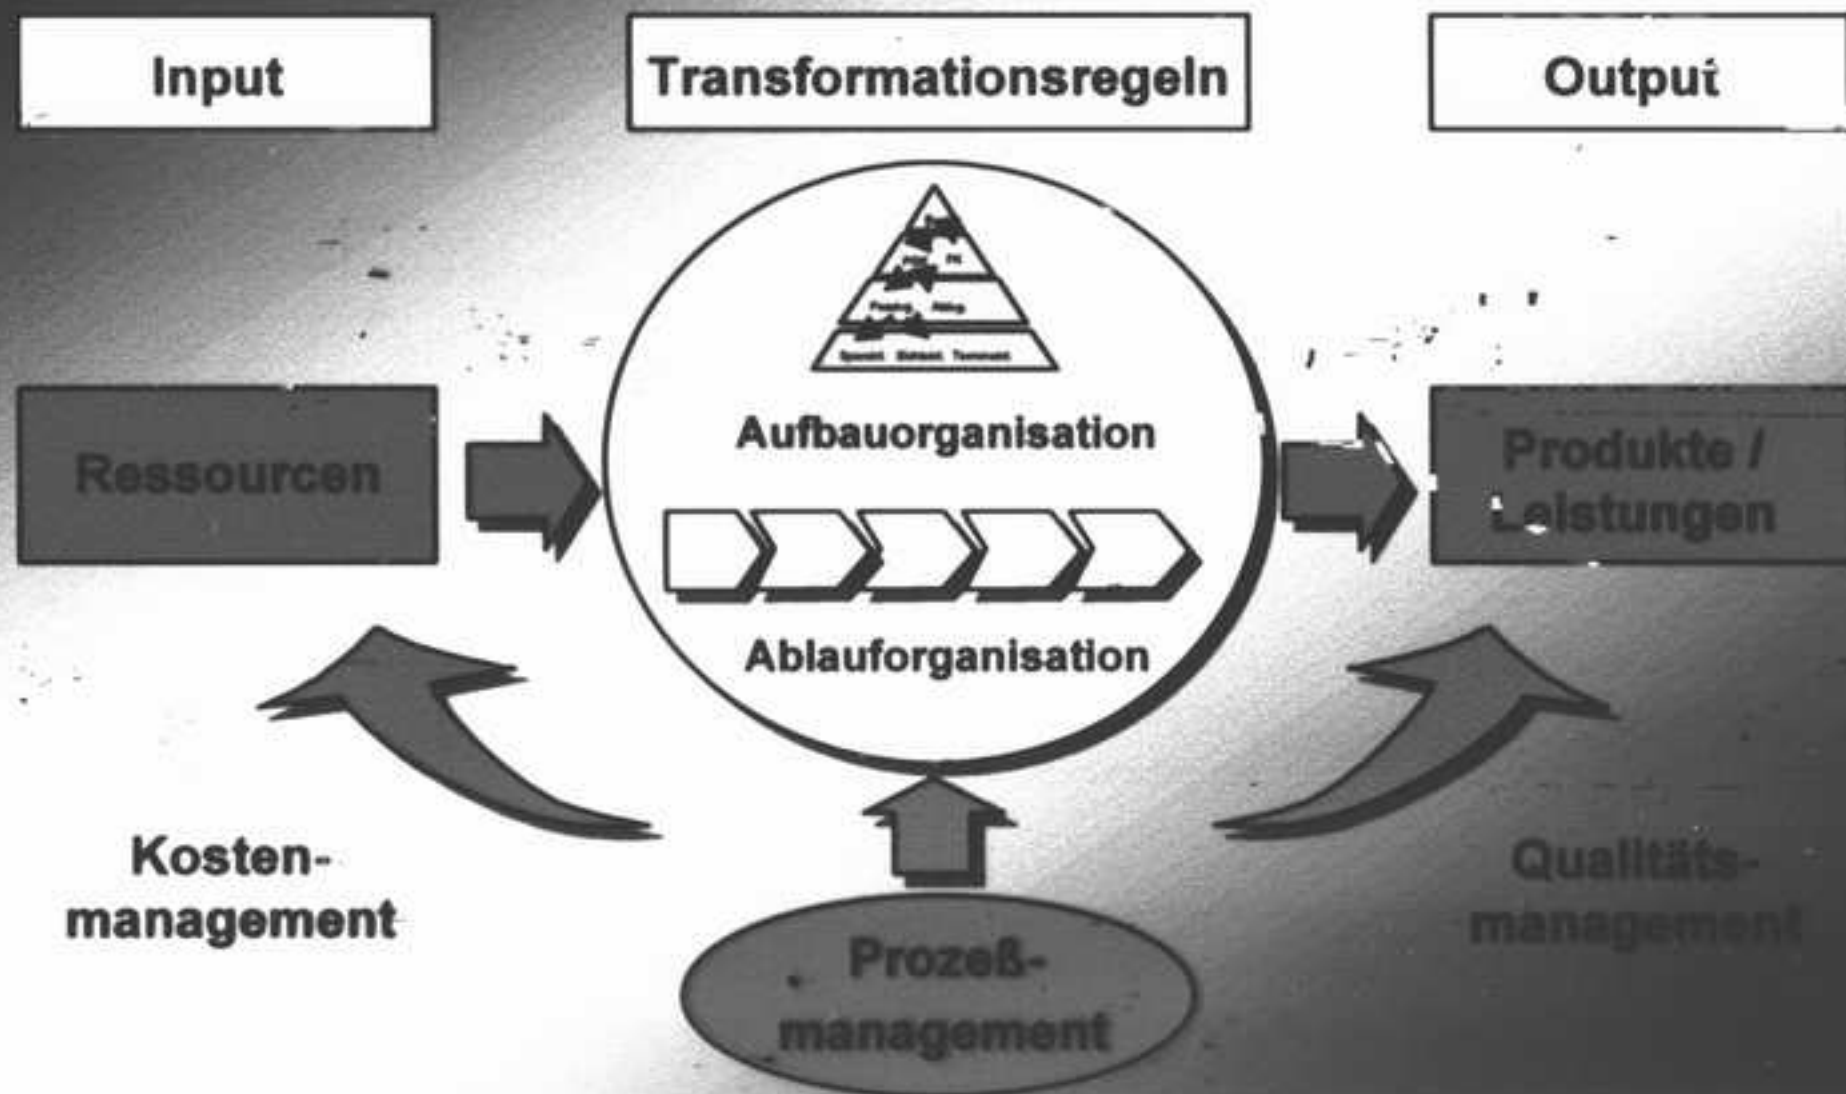 Input
Transformationsregeln
Output
Ressourcen
Aufbauorganisation
Ablauforganisation
Produkte /
Leistungen
Kosten-
management
Prozeß-
management
Qualitäts-
management